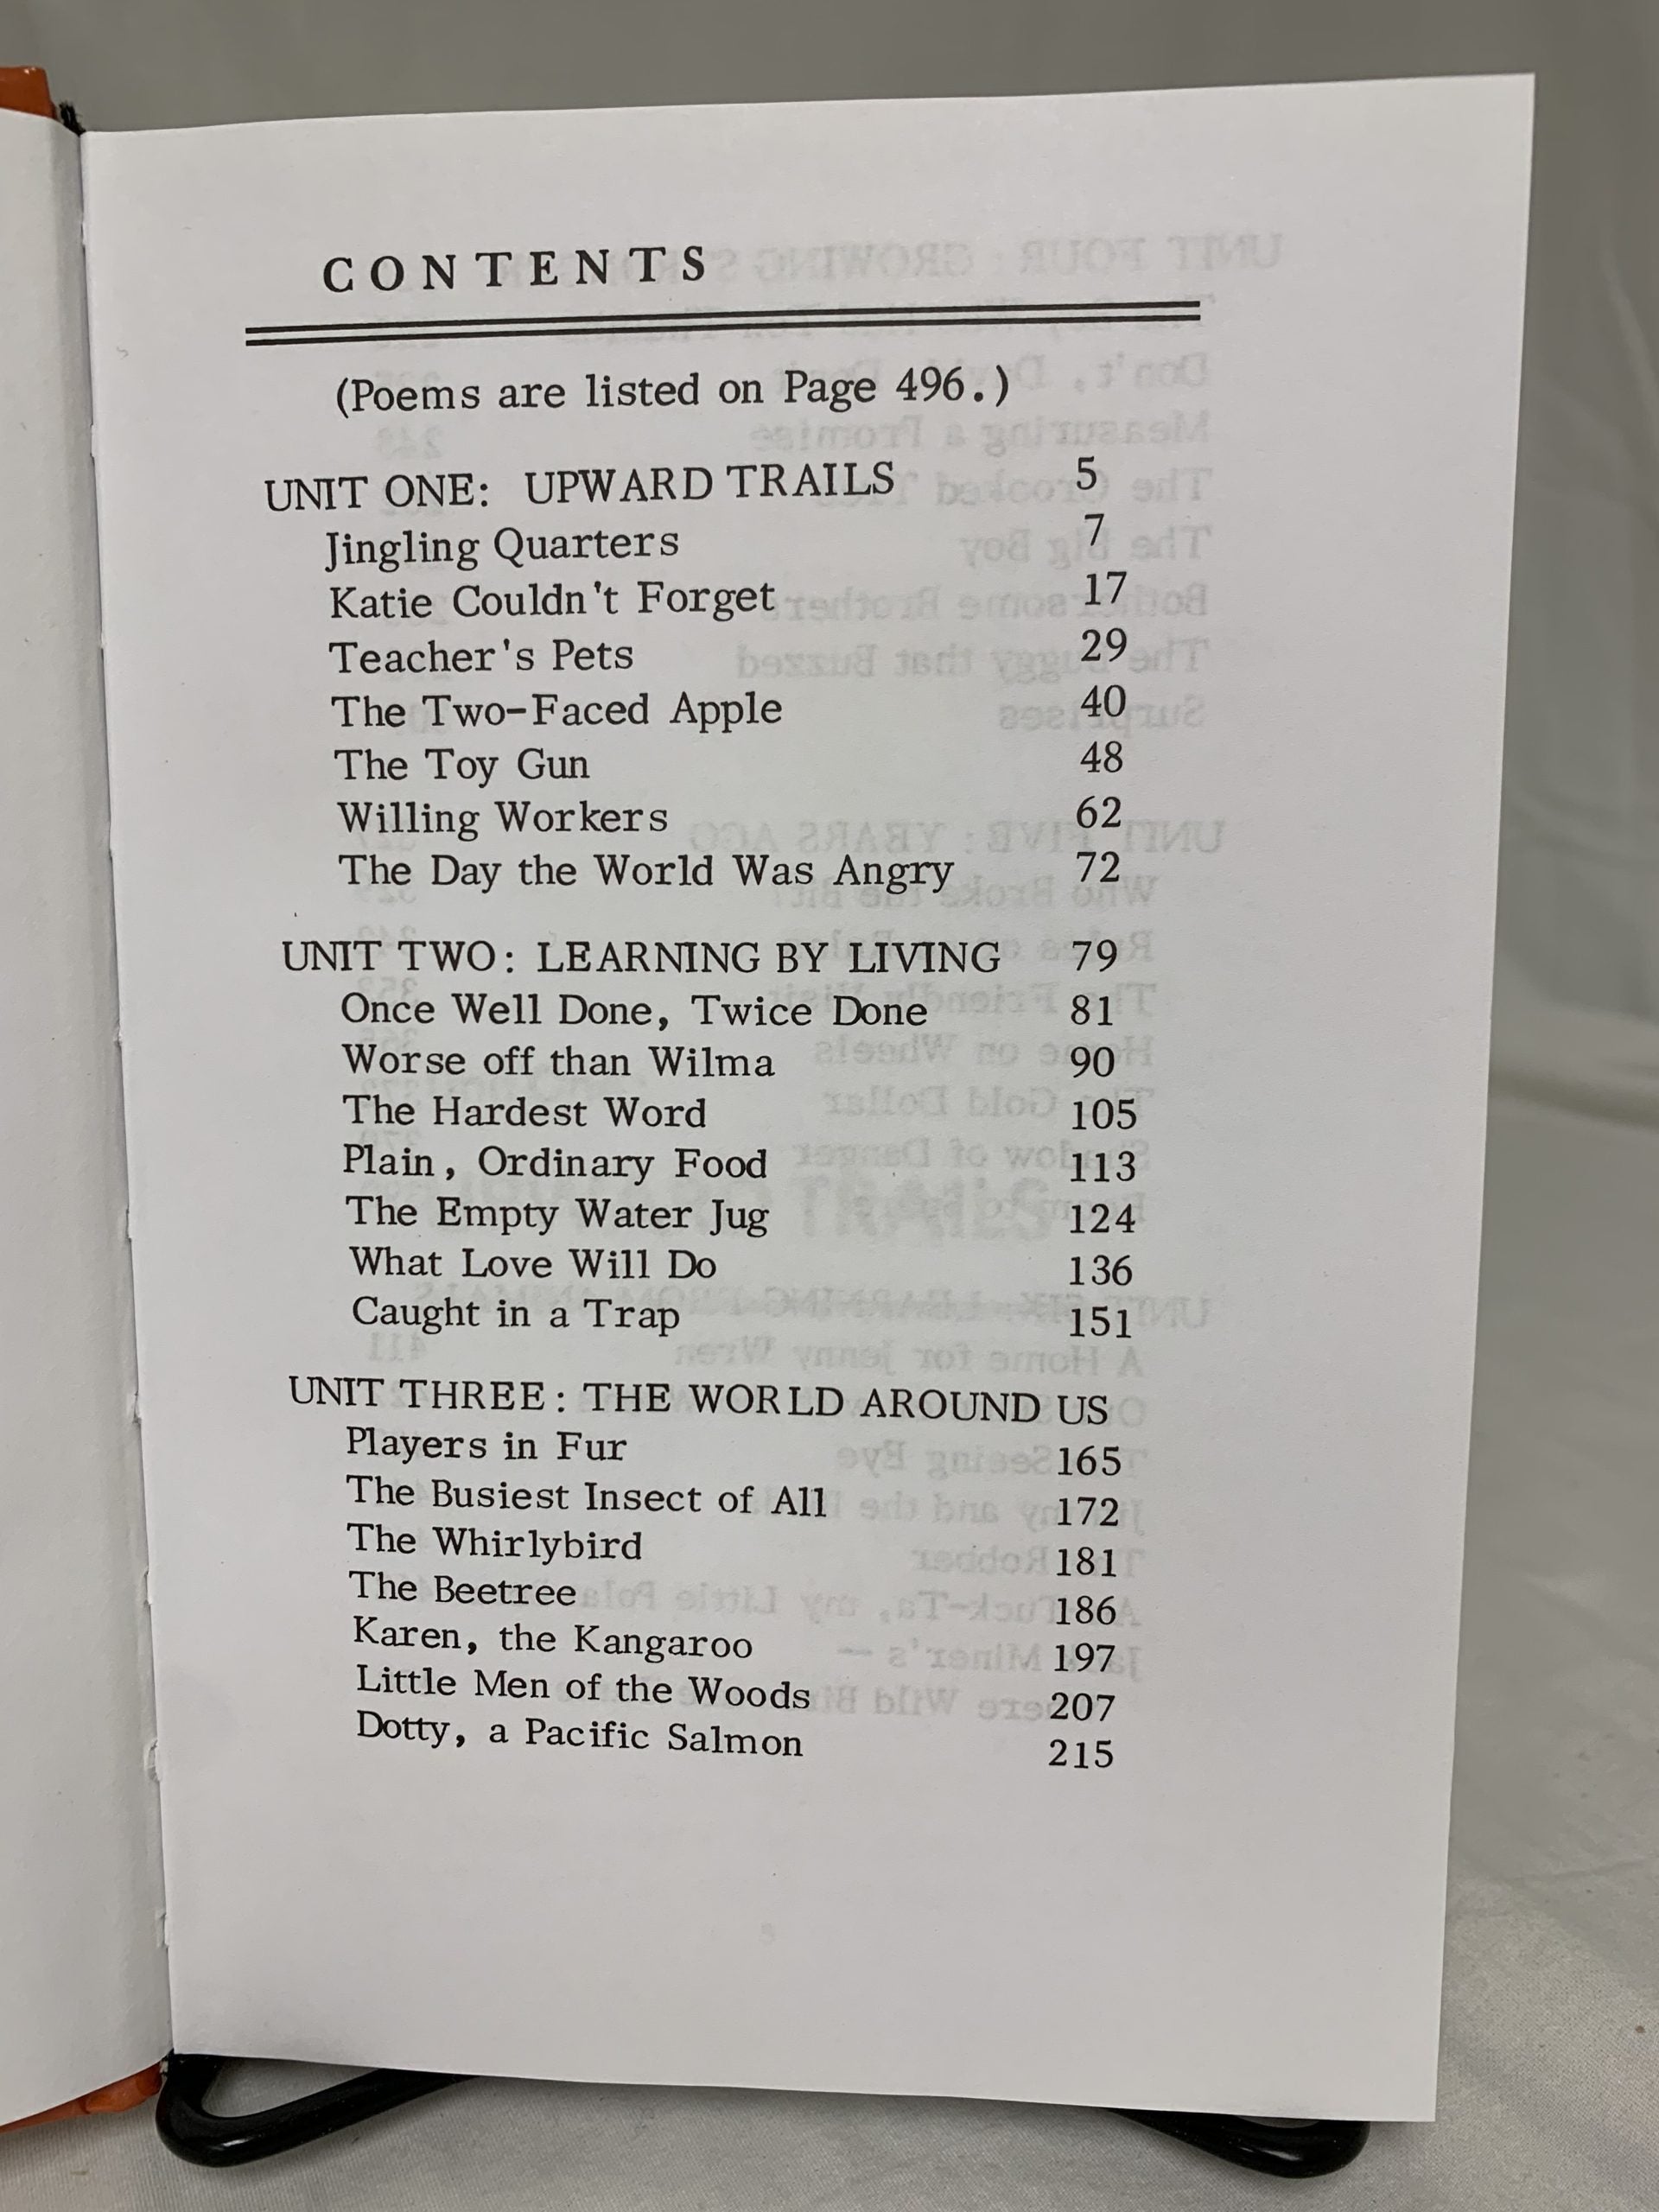 CONTENTS
(Poems are listed on Page 496.)
UNIT ONE: UPWARD TRAILS 5
Jingling Quarters 7
Katie Couldn't Forget 17
Teacher's Pets 29
The Two-Faced Apple 40
The Toy Gun 48
Willing Workers 62
The Day the World Was Angry 72
UNIT TWO: LEARNING BY LIVING 79
Once Well Done, Twice Done 81
Worse off than Wilma 90
The Hardest Word 105
Plain, Ordinary Food 113
The Empty Water Jug 124
What Love Will Do 136
Caught in a Trap 151
UNIT THREE: THE WORLD AROUND US
Players in Fur 165
The Busiest Insect of All 172
The Whirlybird 181
The Beetree 186
Karen, the Kangaroo 197
Little Men of the Woods 207
Dotty, a Pacific Salmon 215